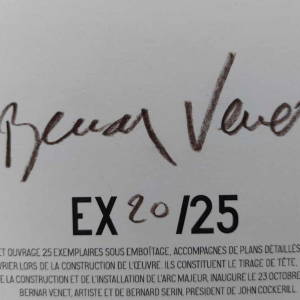 Bernar Venet
EX 20/25
ET OUVRAGE 25 EXEMPLAIRES SOUS EMBOÎTAGE, ACCOMPAGNÉS DE PLANS DÉTAILLÉS
VRIER LORS DE LA CONSTRUCTION DE L'ŒUVRE. ILS CONSTITUENT LE TIRAGE DE TÊTE,
DE LA CONSTRUCTION ET DE L'INSTALLATION DE L'ARC MAJEUR, INAUGURÉ LE 23 OCTOBRE
BERNAR VENET, ARTISTE ET DE BERNARD SERIN, PRÉSIDENT DE JOHN COCKERILL.